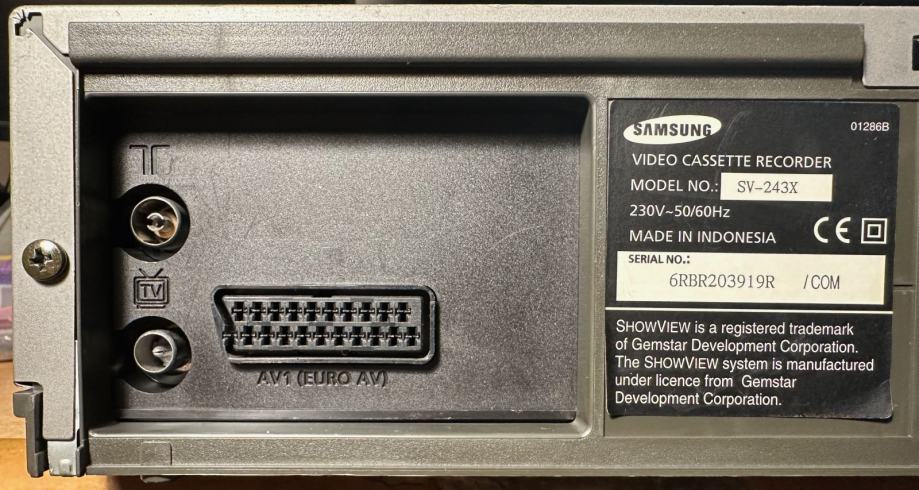 TV
AV1 (EURO AV)
SAMSUNG
01286B
VIDEO CASSETTE RECORDER
MODEL NO.: SV-243X
230V~50/60Hz
MADE IN INDONESIA
CE
SERIAL NO.:
6RBR203919R /COM
SHOWVIEW is a registered trademark
of Gemstar Development Corporation.
The SHOWVIEW system is manufactured
under licence from Gemstar
Development Corporation.